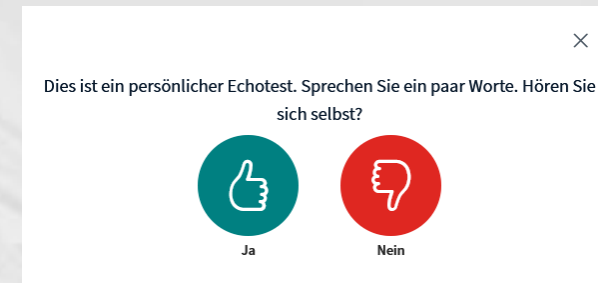 Dies ist ein persönlicher Echotest. Sprechen Sie ein paar Worte. Hören Sie
sich selbst?
Ja
Nein